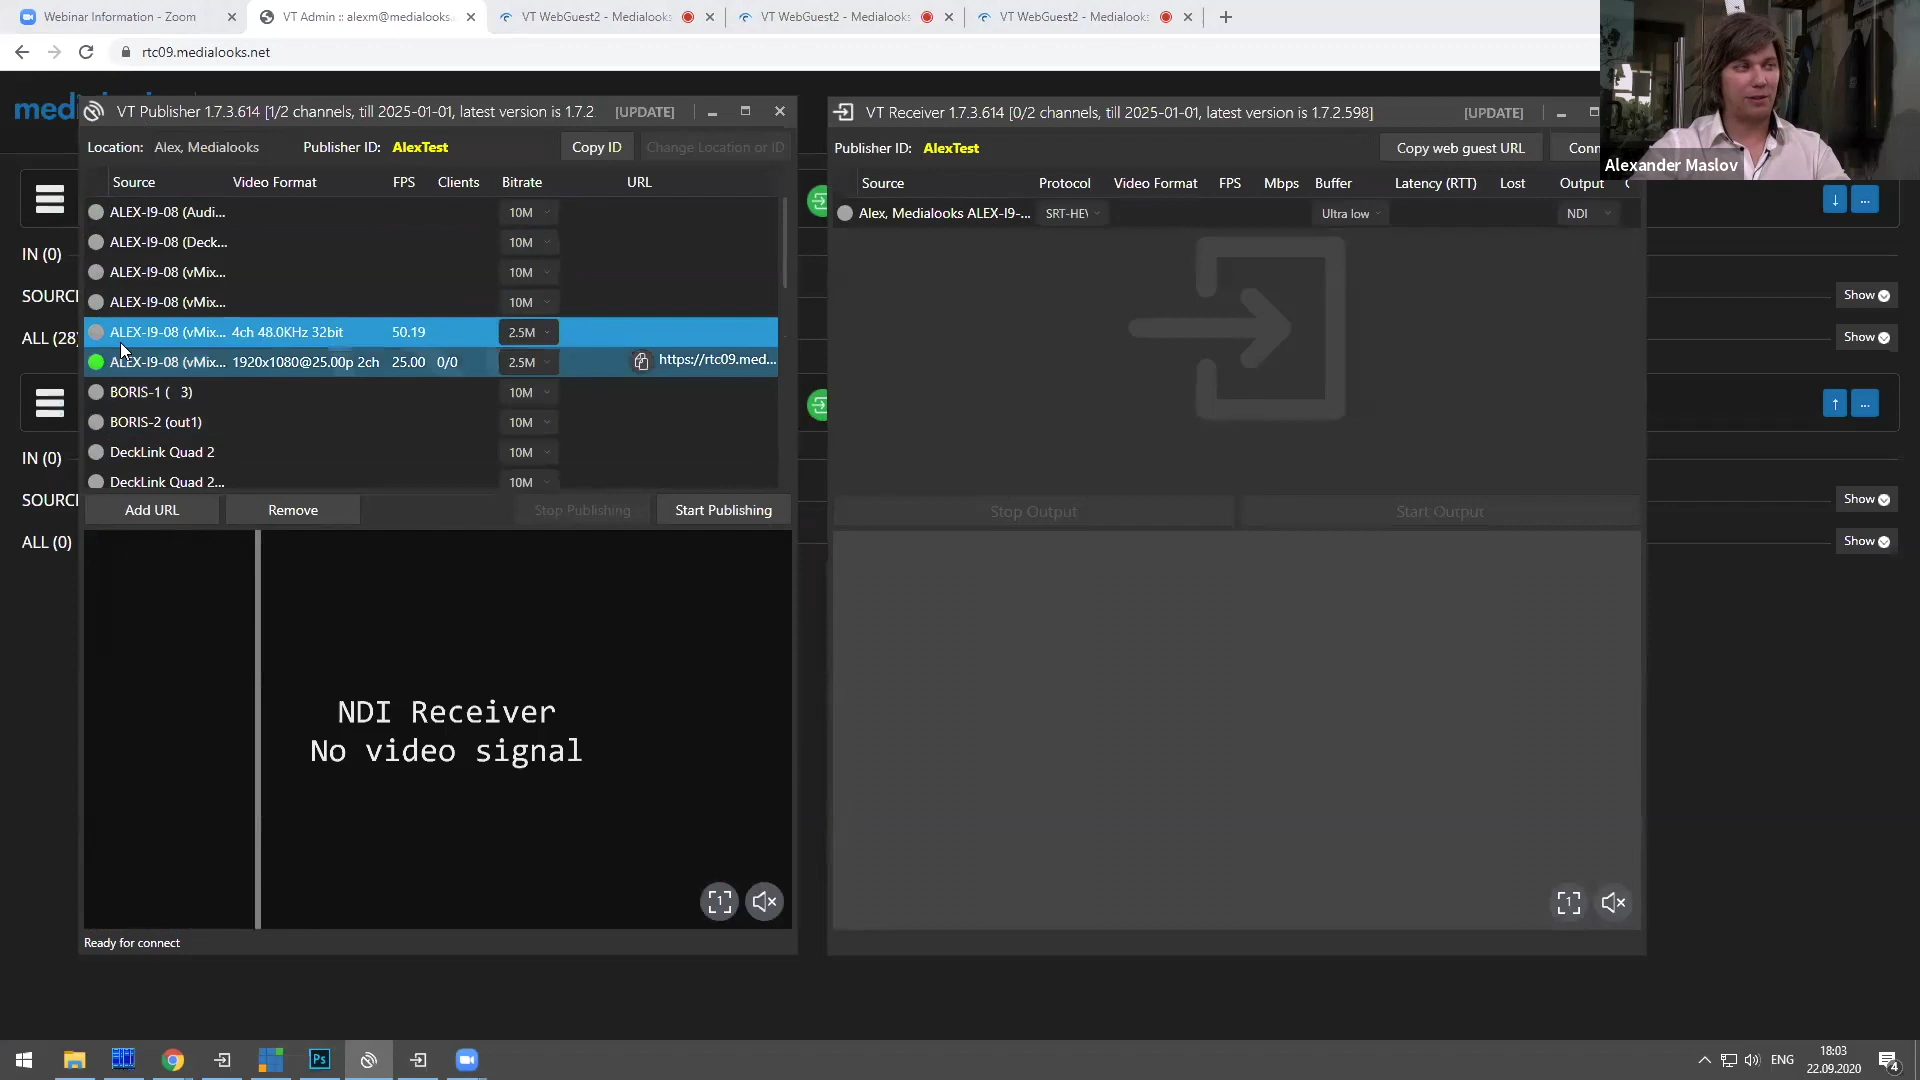 Webinar Information - Zoom
VT Admin :: alexm@medialooks.
VT WebGuest2 - Medialooks
VT WebGuest2 - Medialooks
VT WebGuest2 - Medialooks
rtc09.medialooks.net
VT Publisher 1.7.3.614 [1/2 channels, till 2025-01-01, latest version is 1.7.2
[UPDATE]
Location: Alex, Medialooks
Publisher ID: AlexTest
Copy ID
Change Location or ID
Source Video Format FPS Clients Bitrate URL
ALEX-I9-08 (Audi... 10M
ALEX-I9-08 (Deck... 10M
ALEX-I9-08 (vMix... 10M
ALEX-I9-08 (vMix... 10M
ALEX-I9-08 (vMix... 4ch 48.0KHz 32bit 50.19 2.5M
ALEX-I9-08 (vMix... 1920x1080@25.00p 2ch 25.00 0/0 2.5M https://rtc09.med...
BORIS-1 ( 3) 10M
BORIS-2 (out1) 10M
DeckLink Quad 2 10M
DeckLink Quad 2... 10M
Add URL
Remove
Stop Publishing
Start Publishing
NDI Receiver
No video signal
1
Ready for connect
VT Receiver 1.7.3.614 [0/2 channels, till 2025-01-01, latest version is 1.7.2.598]
[UPDATE]
Publisher ID: AlexTest
Copy web guest URL
Conn
Source Protocol Video Format FPS Mbps Buffer Latency (RTT) Lost Output
Alex, Medialooks ALEX-I9-... SRT-HEV Ultra low NDI
Stop Output
Start Output
1
Alexander Maslov
medi
IN (0)
SOURC
ALL (28)
IN (0)
SOURC
ALL (0)
↓ ...
Show
Show
↑ ...
Show
Show
Ps
ENG
18:03
22.09.2020
4